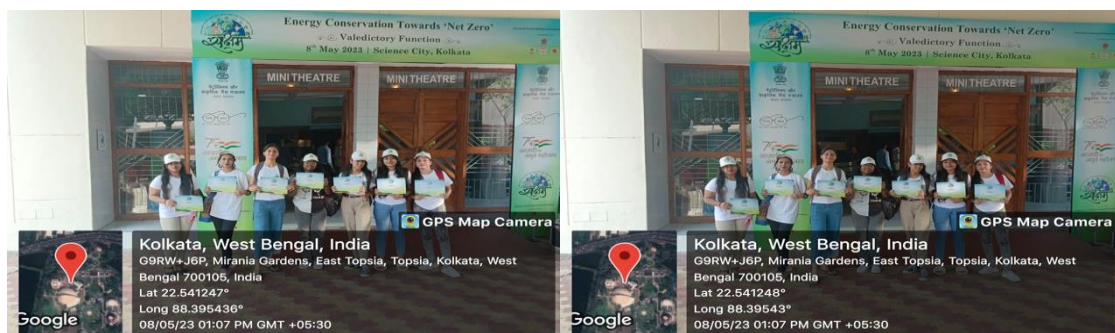 Energy Conservation Towards 'Net Zero'
Valedictory Function
8th May 2023 | Science City, Kolkata
MINI THEATRE
MINI THEATRE
GPS Map Camera
Kolkata, West Bengal, India
G9RW+J6P, Mirania Gardens, East Topsia, Topsia, Kolkata, West
Bengal 700105, India
Lat 22.541247°
Long 88.395436°
08/05/23 01:07 PM GMT +05:30
Google
Energy Conservation Towards 'Net Zero'
Valedictory Function
8th May 2023 | Science City, Kolkata
MINI THEATRE
MINI THEATRE
GPS Map Camera
Kolkata, West Bengal, India
G9RW+J6P, Mirania Gardens, East Topsia, Topsia, Kolkata, West
Bengal 700105, India
Lat 22.541248°
Long 88.39543°
08/05/23 01:07 PM GMT +05:30
Google